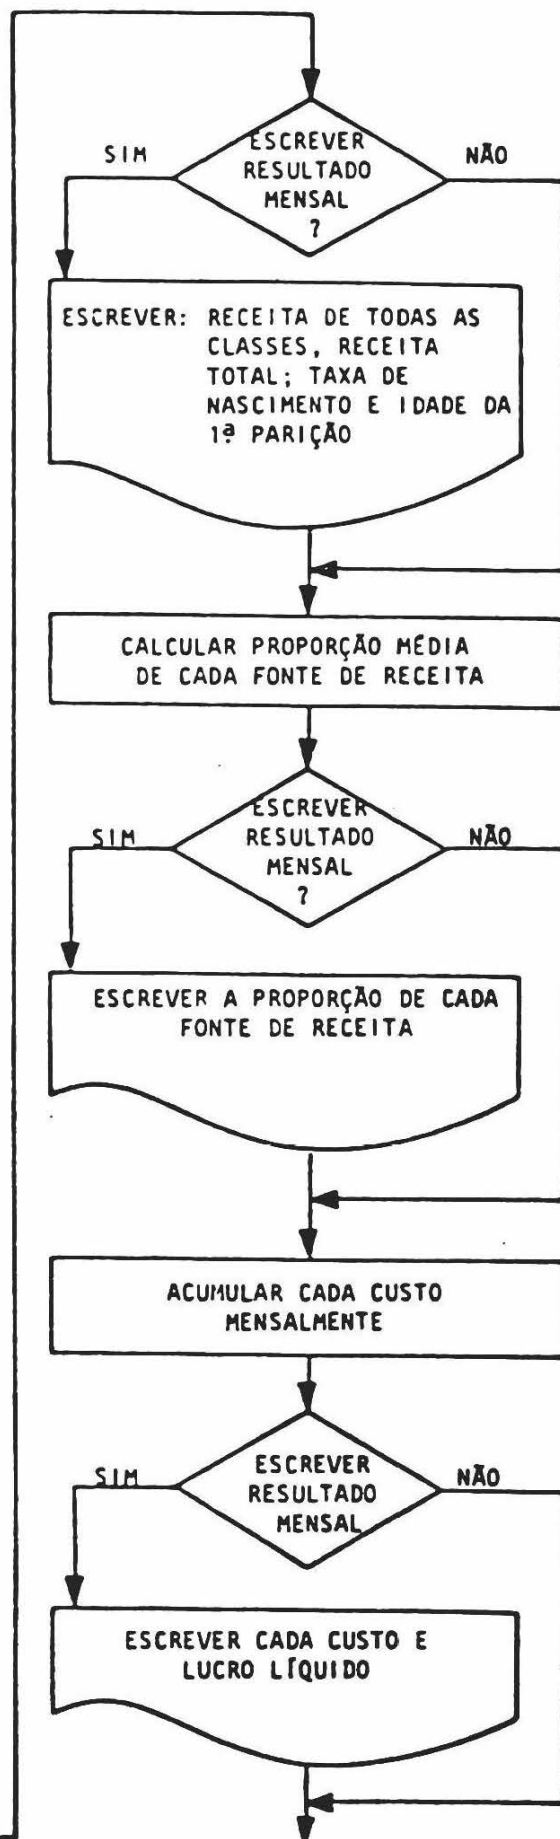 ESCREVER
RESULTADO
MENSAL
?
SIM
NÃO
ESCREVER: RECEITA DE TODAS AS
CLASSES, RECEITA
TOTAL; TAXA DE
NASCIMENTO E IDADE DA
1ª PARIÇÃO
CALCULAR PROPORÇÃO MÉDIA
DE CADA FONTE DE RECEITA
ESCREVER
RESULTADO
MENSAL
?
SIM
NÃO
ESCREVER A PROPORÇÃO DE CADA
FONTE DE RECEITA
ACUMULAR CADA CUSTO
MENSALMENTE
ESCREVER
RESULTADO
MENSAL
SIM
NÃO
ESCREVER CADA CUSTO E
LUCRO LÍQUIDO